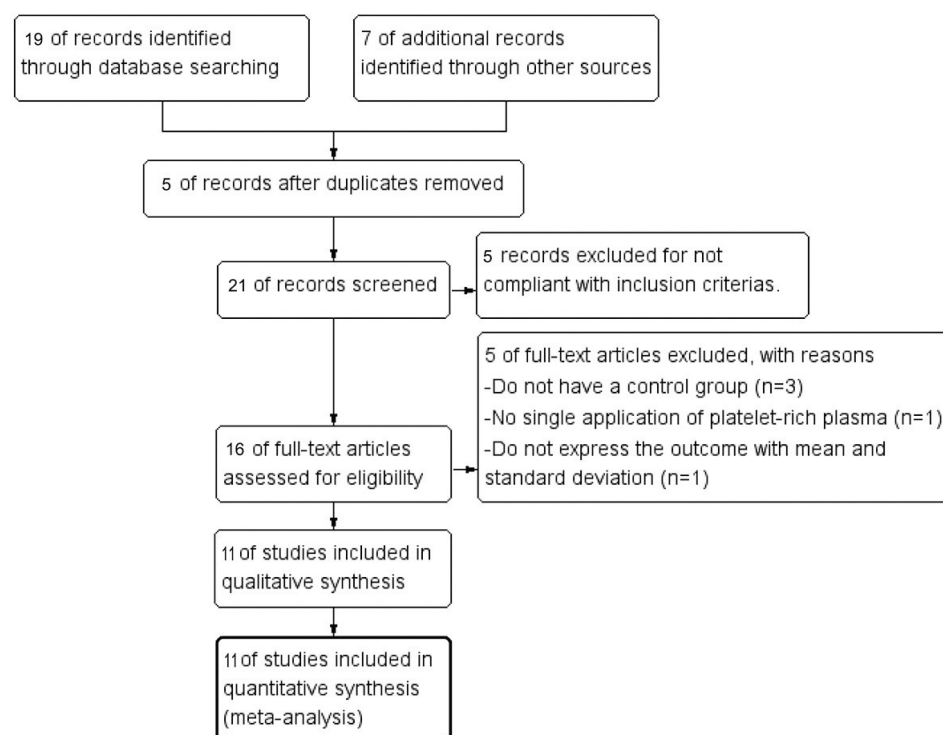 19 of records identified
through database searching
7 of additional records
identified through other sources
5 of records after duplicates removed
21 of records screened
5 records excluded for not
compliant with inclusion criterias.
5 of full-text articles excluded, with reasons
-Do not have a control group (n=3)
-No single application of platelet-rich plasma (n=1)
-Do not express the outcome with mean and
standard deviation (n=1)
16 of full-text articles
assessed for eligibility
11 of studies included in
qualitative synthesis
11 of studies included in
quantitative synthesis
(meta-analysis)